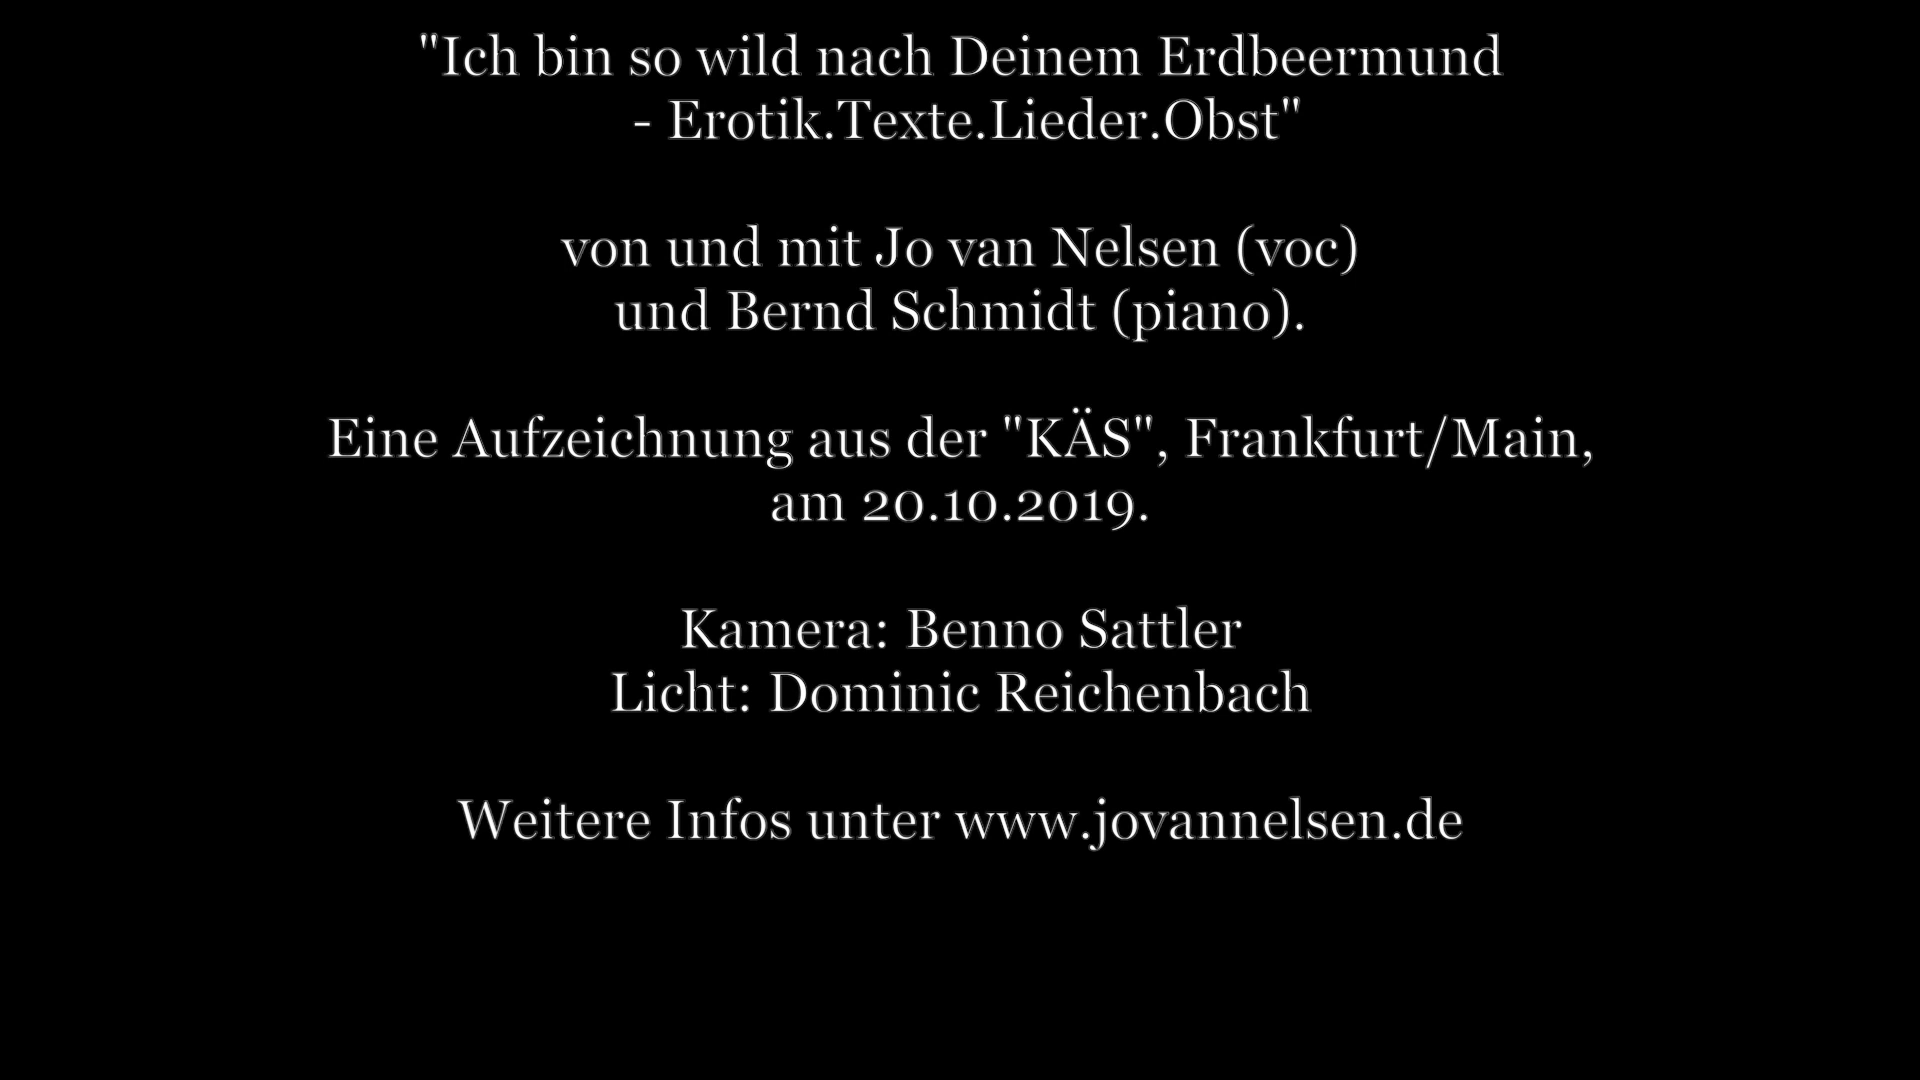 "Ich bin so wild nach Deinem Erdbeermund
- Erotik.Texte.Lieder.Obst"
von und mit Jo van Nelsen (voc)
und Bernd Schmidt (piano).
Eine Aufzeichnung aus der "KÄS", Frankfurt/Main,
am 20.10.2019.
Kamera: Benno Sattler
Licht: Dominic Reichenbach
Weitere Infos unter www.jovannelsen.de